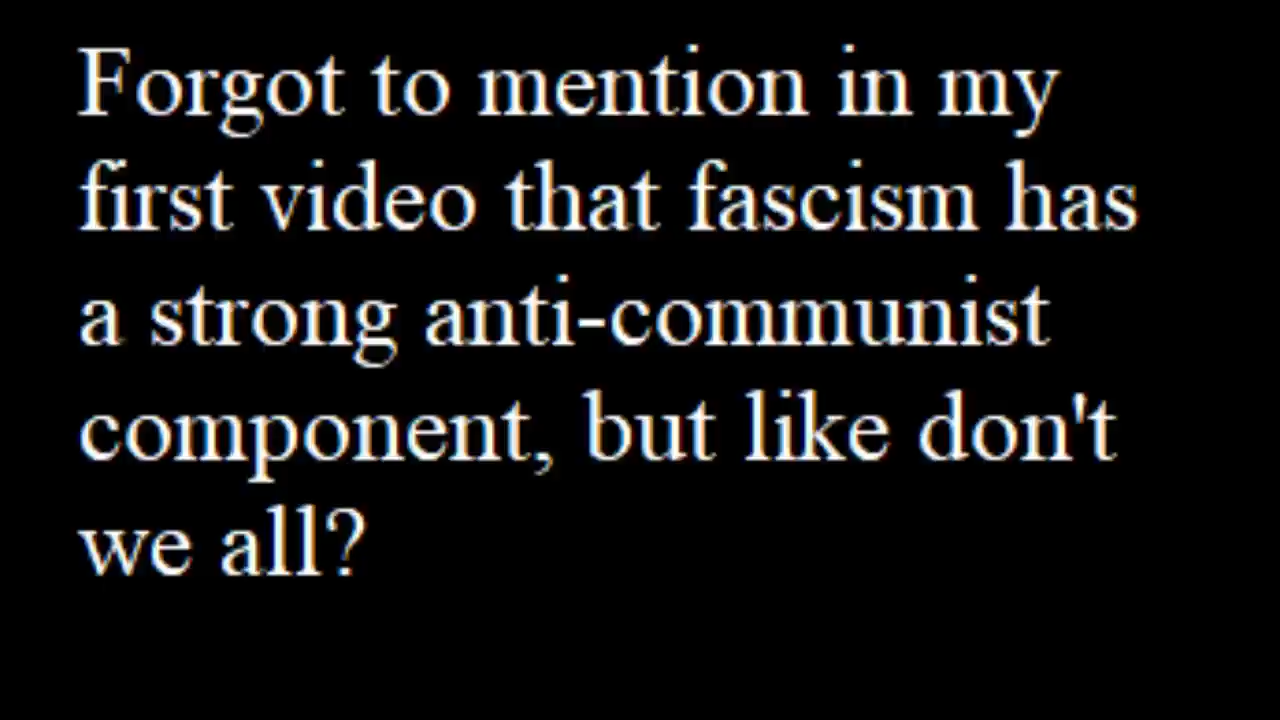 Forgot to mention in my
first video that fascism has
a strong anti-communist
component, but like don't
we all?